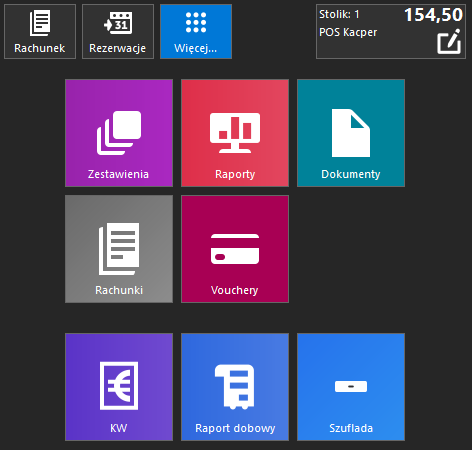 Rachunek
31
Rezerwacje
Więcej...
Stolik: 1
154,50
POS Kacper
Zestawienia
Raporty
Dokumenty
Rachunki
Vouchery
€
KW
Raport dobowy
Szuflada